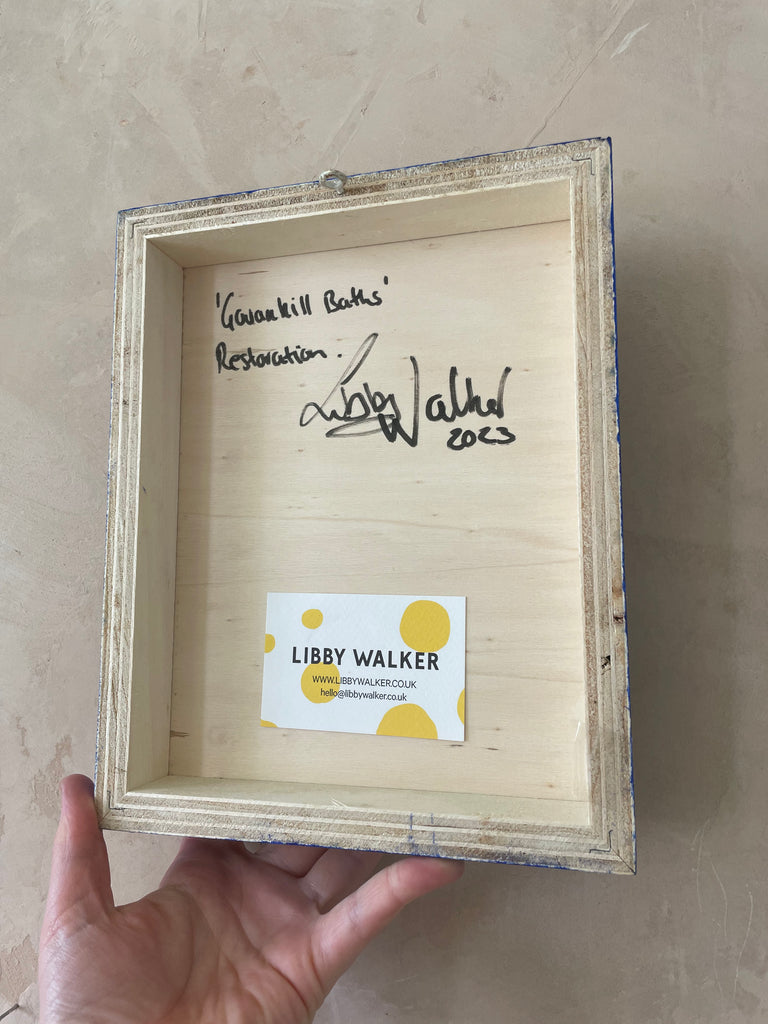 'Govanhill Baths'
Restoration.
Libby Walker
2023
LIBBY WALKER
WWW.LIBBYWALKER.CO.UK
hello@libbywalker.co.uk